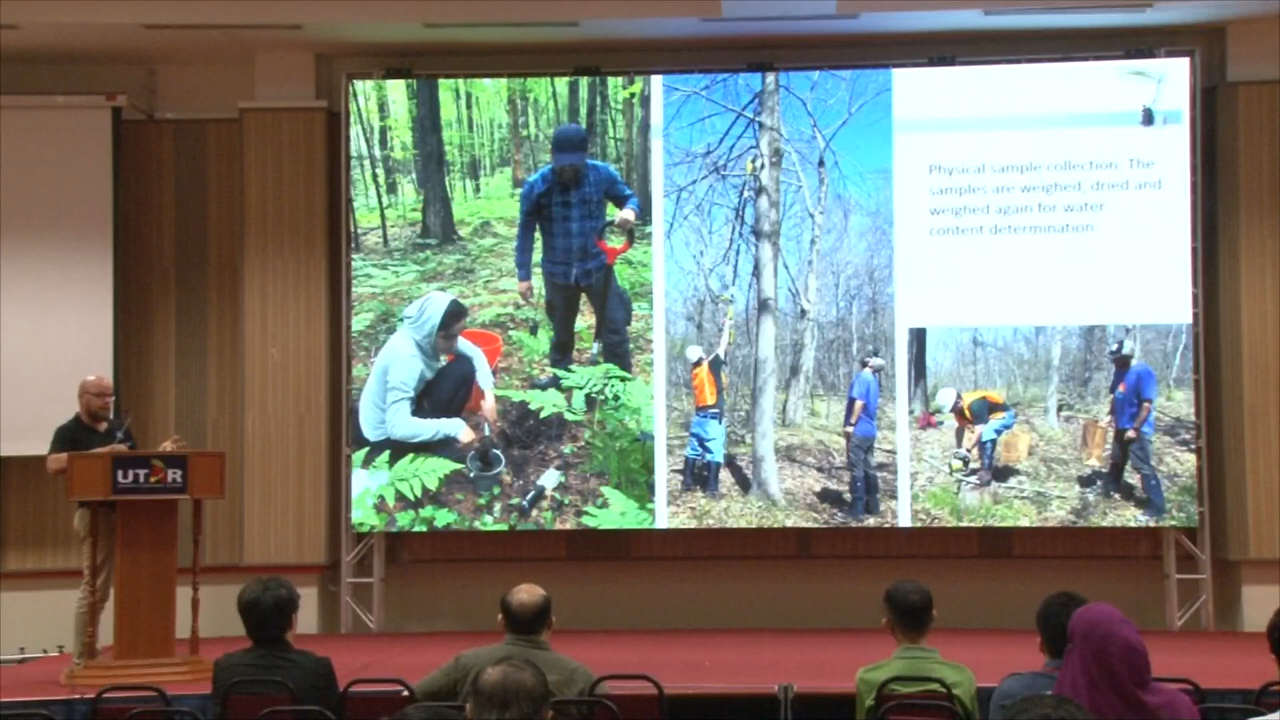 Physical sample collection. The
samples are weighed, dried and
weighed again for water
content determination.
UTAR